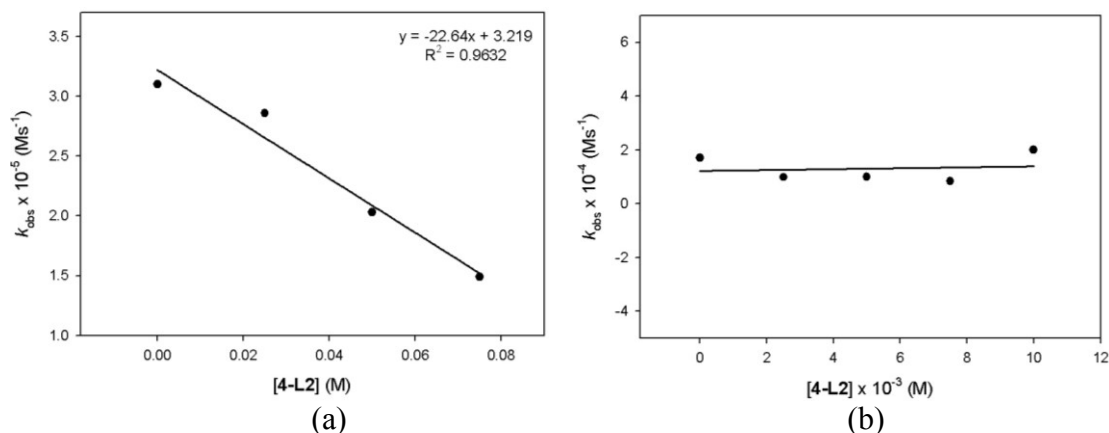 y = -22.64x + 3.219
R² = 0.9632
3.5
3.0
2.5
2.0
1.5
1.0
k_obs x 10⁻⁵ (Ms⁻¹)
0.00 0.02 0.04 0.06 0.08
[4-L2] (M)
(a)
6
4
2
0
-2
-4
k_obs x 10⁻⁴ (Ms⁻¹)
0 2 4 6 8 10 12
[4-L2] x 10⁻³ (M)
(b)